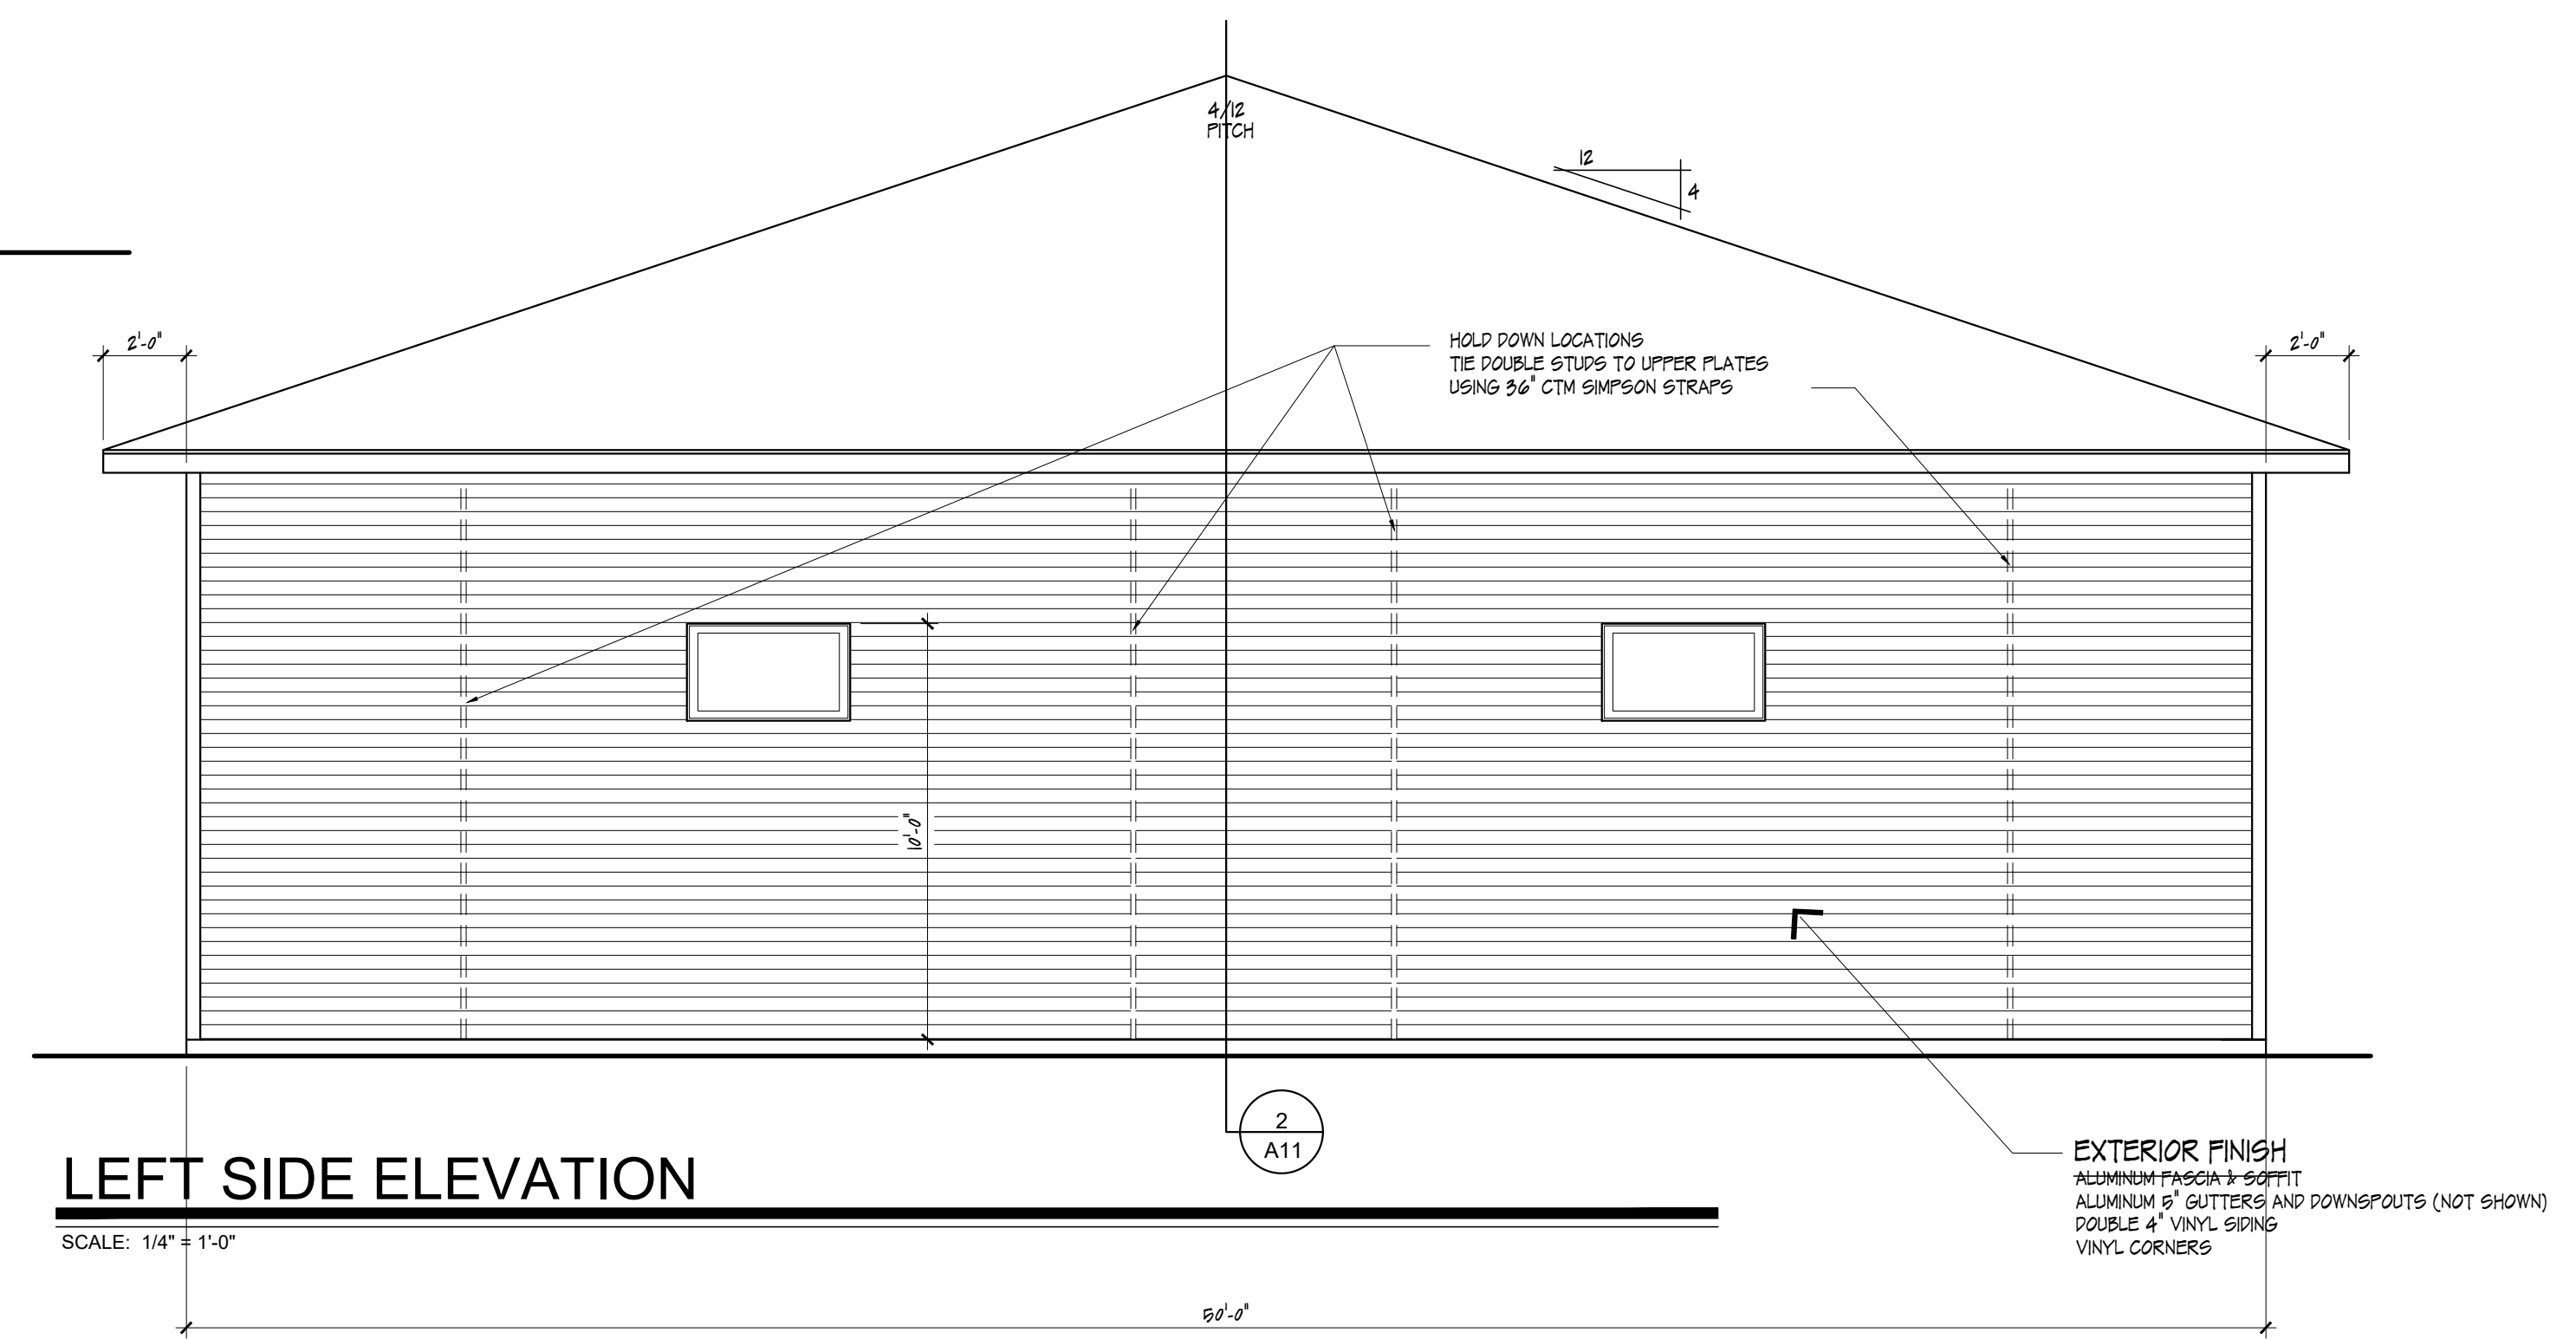 4/12
PITCH
12
4
2'-0"
2'-0"
HOLD DOWN LOCATIONS
TIE DOUBLE STUDS TO UPPER PLATES
USING 36" CTM SIMPSON STRAPS
10'-0"
2
A11
LEFT SIDE ELEVATION
SCALE: 1/4" = 1'-0"
EXTERIOR FINISH
ALUMINUM FASCIA & SOFFIT
ALUMINUM 5" GUTTERS AND DOWNSPOUTS (NOT SHOWN)
DOUBLE 4" VINYL SIDING
VINYL CORNERS
50'-0"